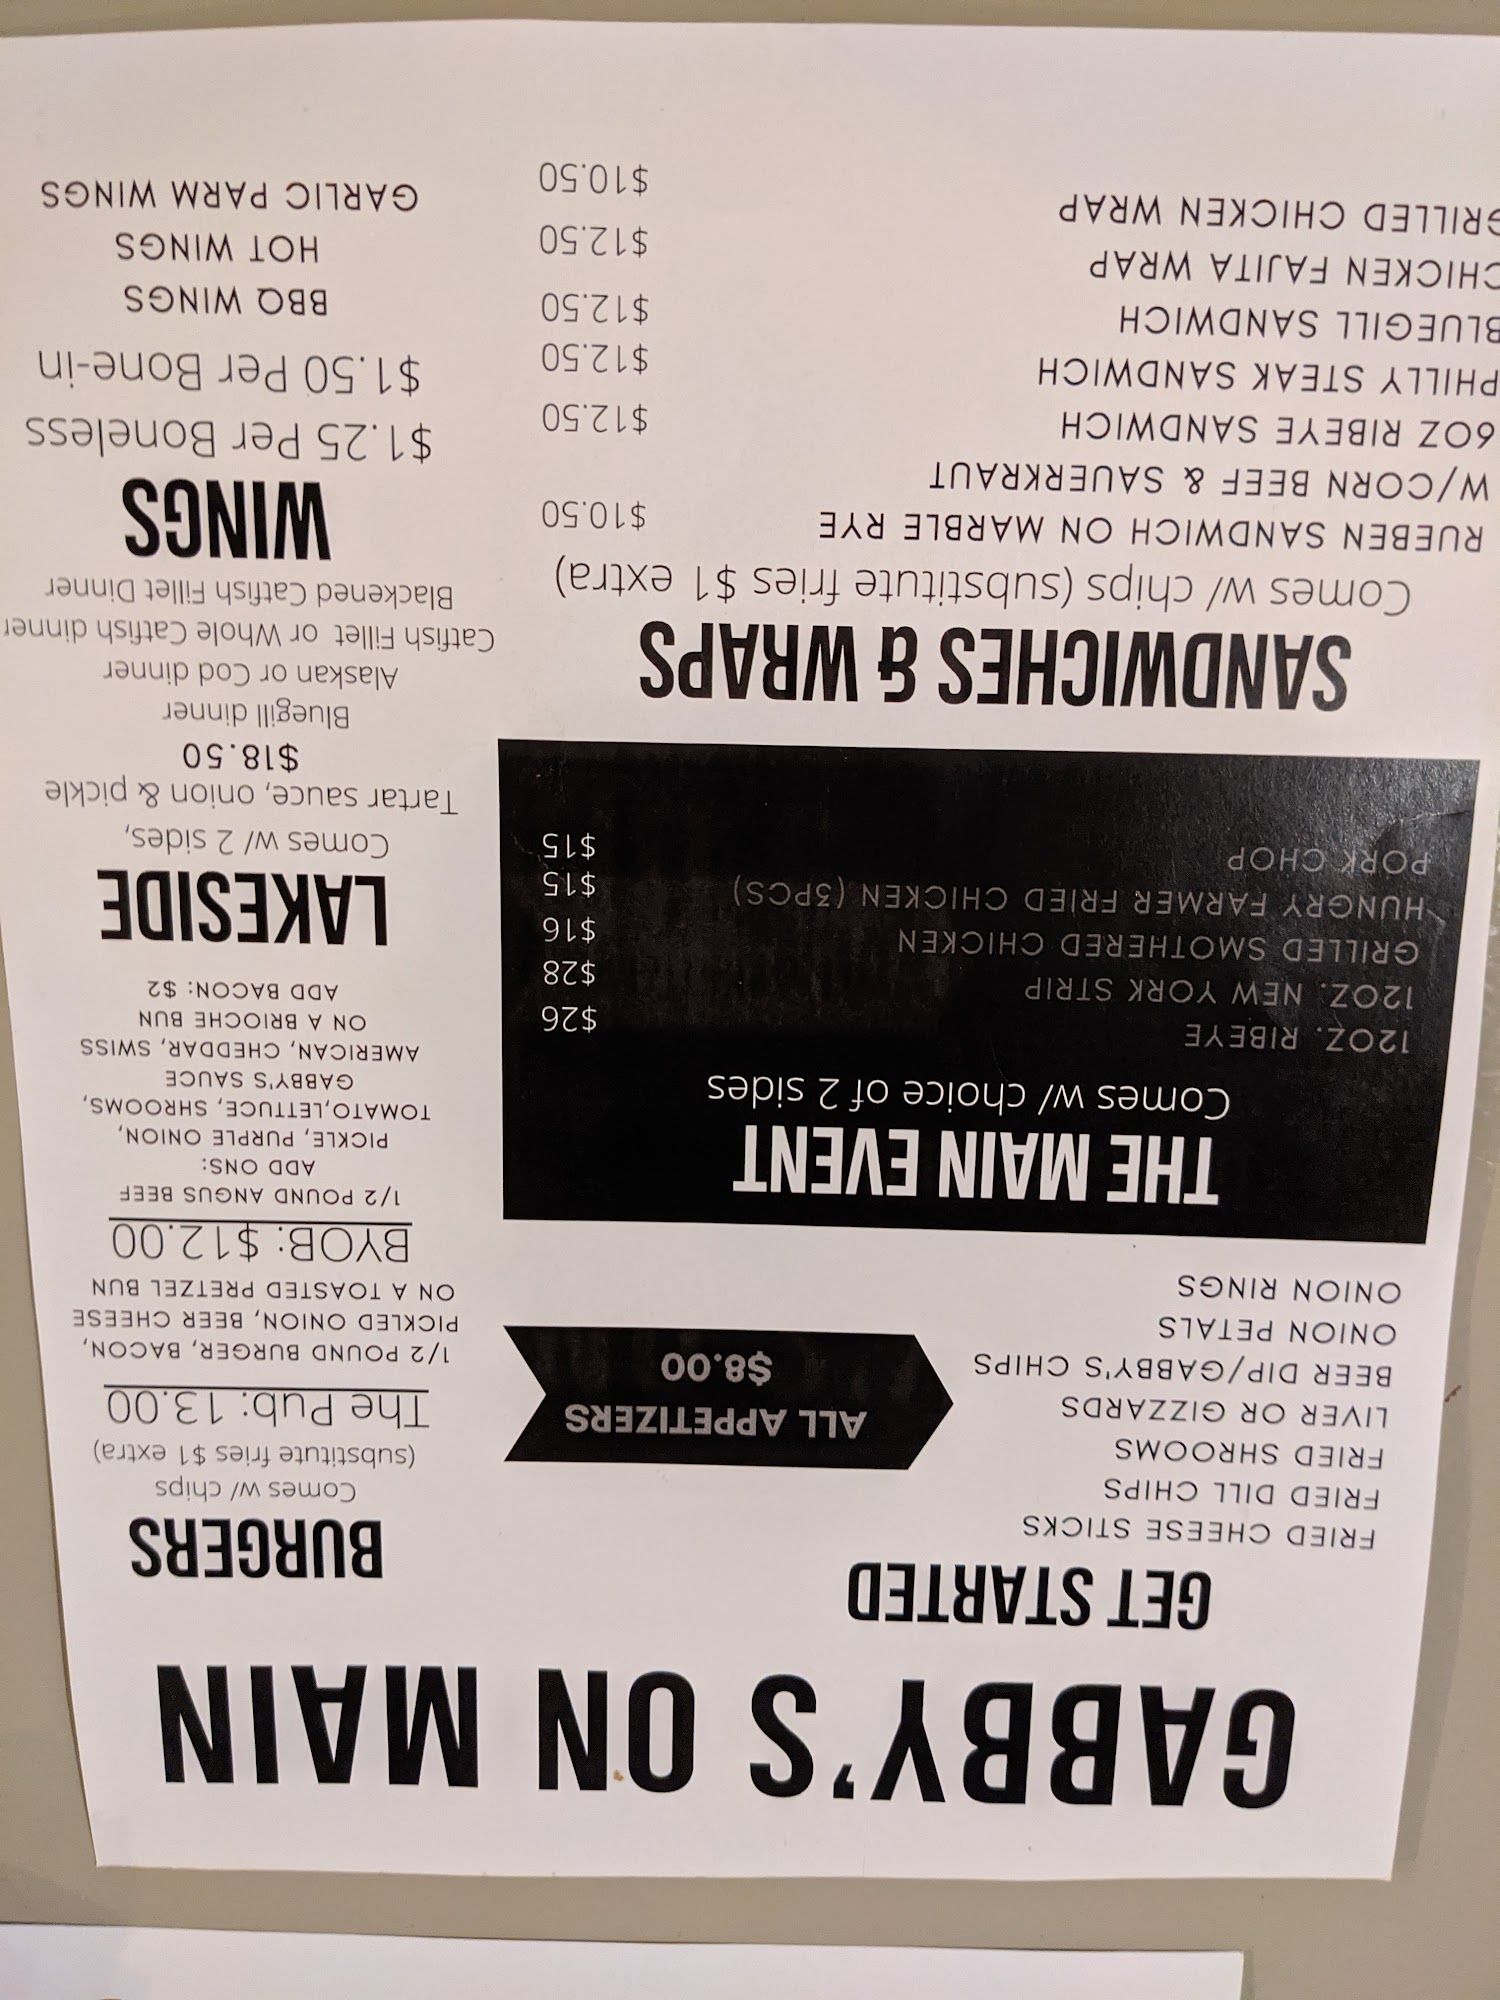 GABBY'S ON MAIN
GET STARTED
FRIED CHEESE STICKS
FRIED DILL CHIPS
FRIED SHROOMS
LIVER OR GIZZARDS
BEER DIP/GABBY'S CHIPS
ONION PETALS
ONION RINGS
ALL APPETIZERS
$8.00
THE MAIN EVENT
Comes w/ choice of 2 sides
12OZ. RIBEYE $26
12OZ. NEW YORK STRIP $28
GRILLED SMOTHERED CHICKEN $16
HUNGRY FARMER FRIED CHICKEN (3PCS) $15
PORK CHOP $15
SANDWICHES & WRAPS
Comes w/ chips (substitute fries $1 extra)
RUEBEN SANDWICH ON MARBLE RYE $10.50
W/CORN BEEF & SAUERKRAUT
6OZ RIBEYE SANDWICH $12.50
PHILLY STEAK SANDWICH $12.50
BLUEGILL SANDWICH $12.50
CHICKEN FAJITA WRAP $12.50
GRILLED CHICKEN WRAP $10.50
BURGERS
Comes w/ chips
(substitute fries $1 extra)
The Pub: 13.00
1/2 POUND BURGER, BACON,
PICKLED ONION, BEER CHEESE
ON A TOASTED PRETZEL BUN
BYOB: $12.00
1/2 POUND ANGUS BEEF
ADD ONS:
PICKLE, PURPLE ONION,
TOMATO,LETTUCE, SHROOMS,
GABBY'S SAUCE
AMERICAN, CHEDDAR, SWISS
ON A BRIOCHE BUN
ADD BACON: $2
LAKESIDE
Comes w/ 2 sides,
Tartar sauce, onion & pickle
$18.50
Bluegill dinner
Alaskan or Cod dinner
Catfish Fillet or Whole Catfish dinner
Blackened Catfish Fillet Dinner
WINGS
$1.25 Per Boneless
$1.50 Per Bone-in
BBQ WINGS
HOT WINGS
GARLIC PARM WINGS